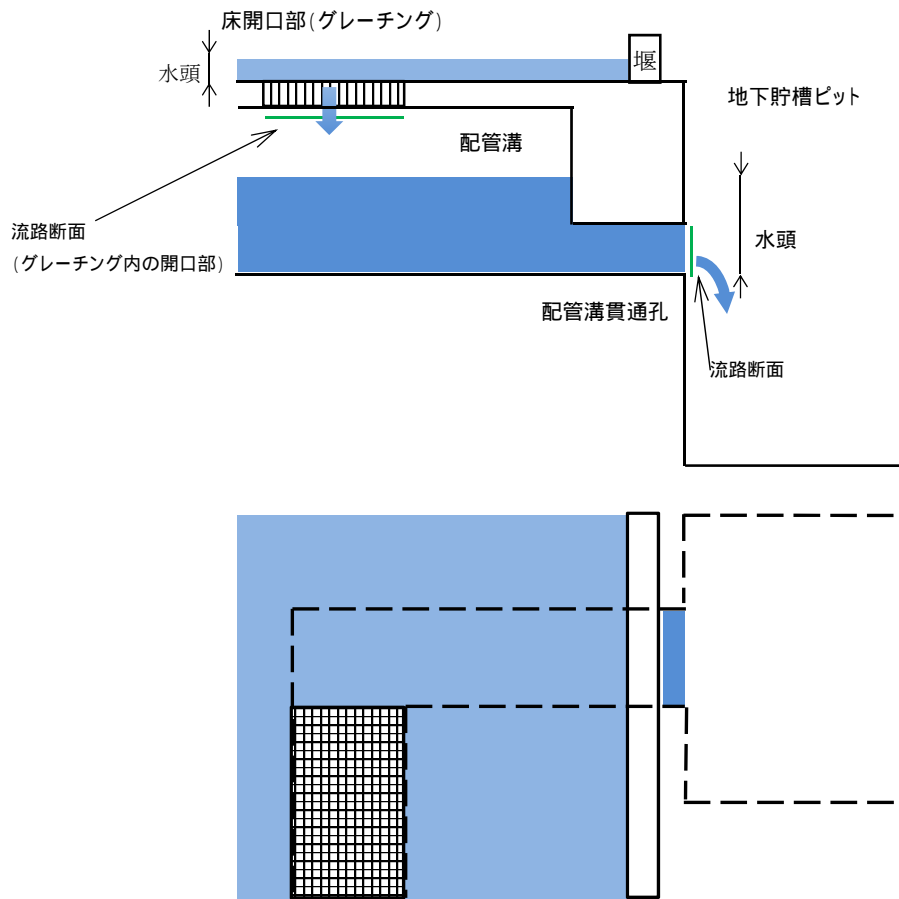 床開口部(グレーチング)
水頭
堰
地下貯槽ピット
配管溝
流路断面
(グレーチング内の開口部)
水頭
配管溝貫通孔
流路断面